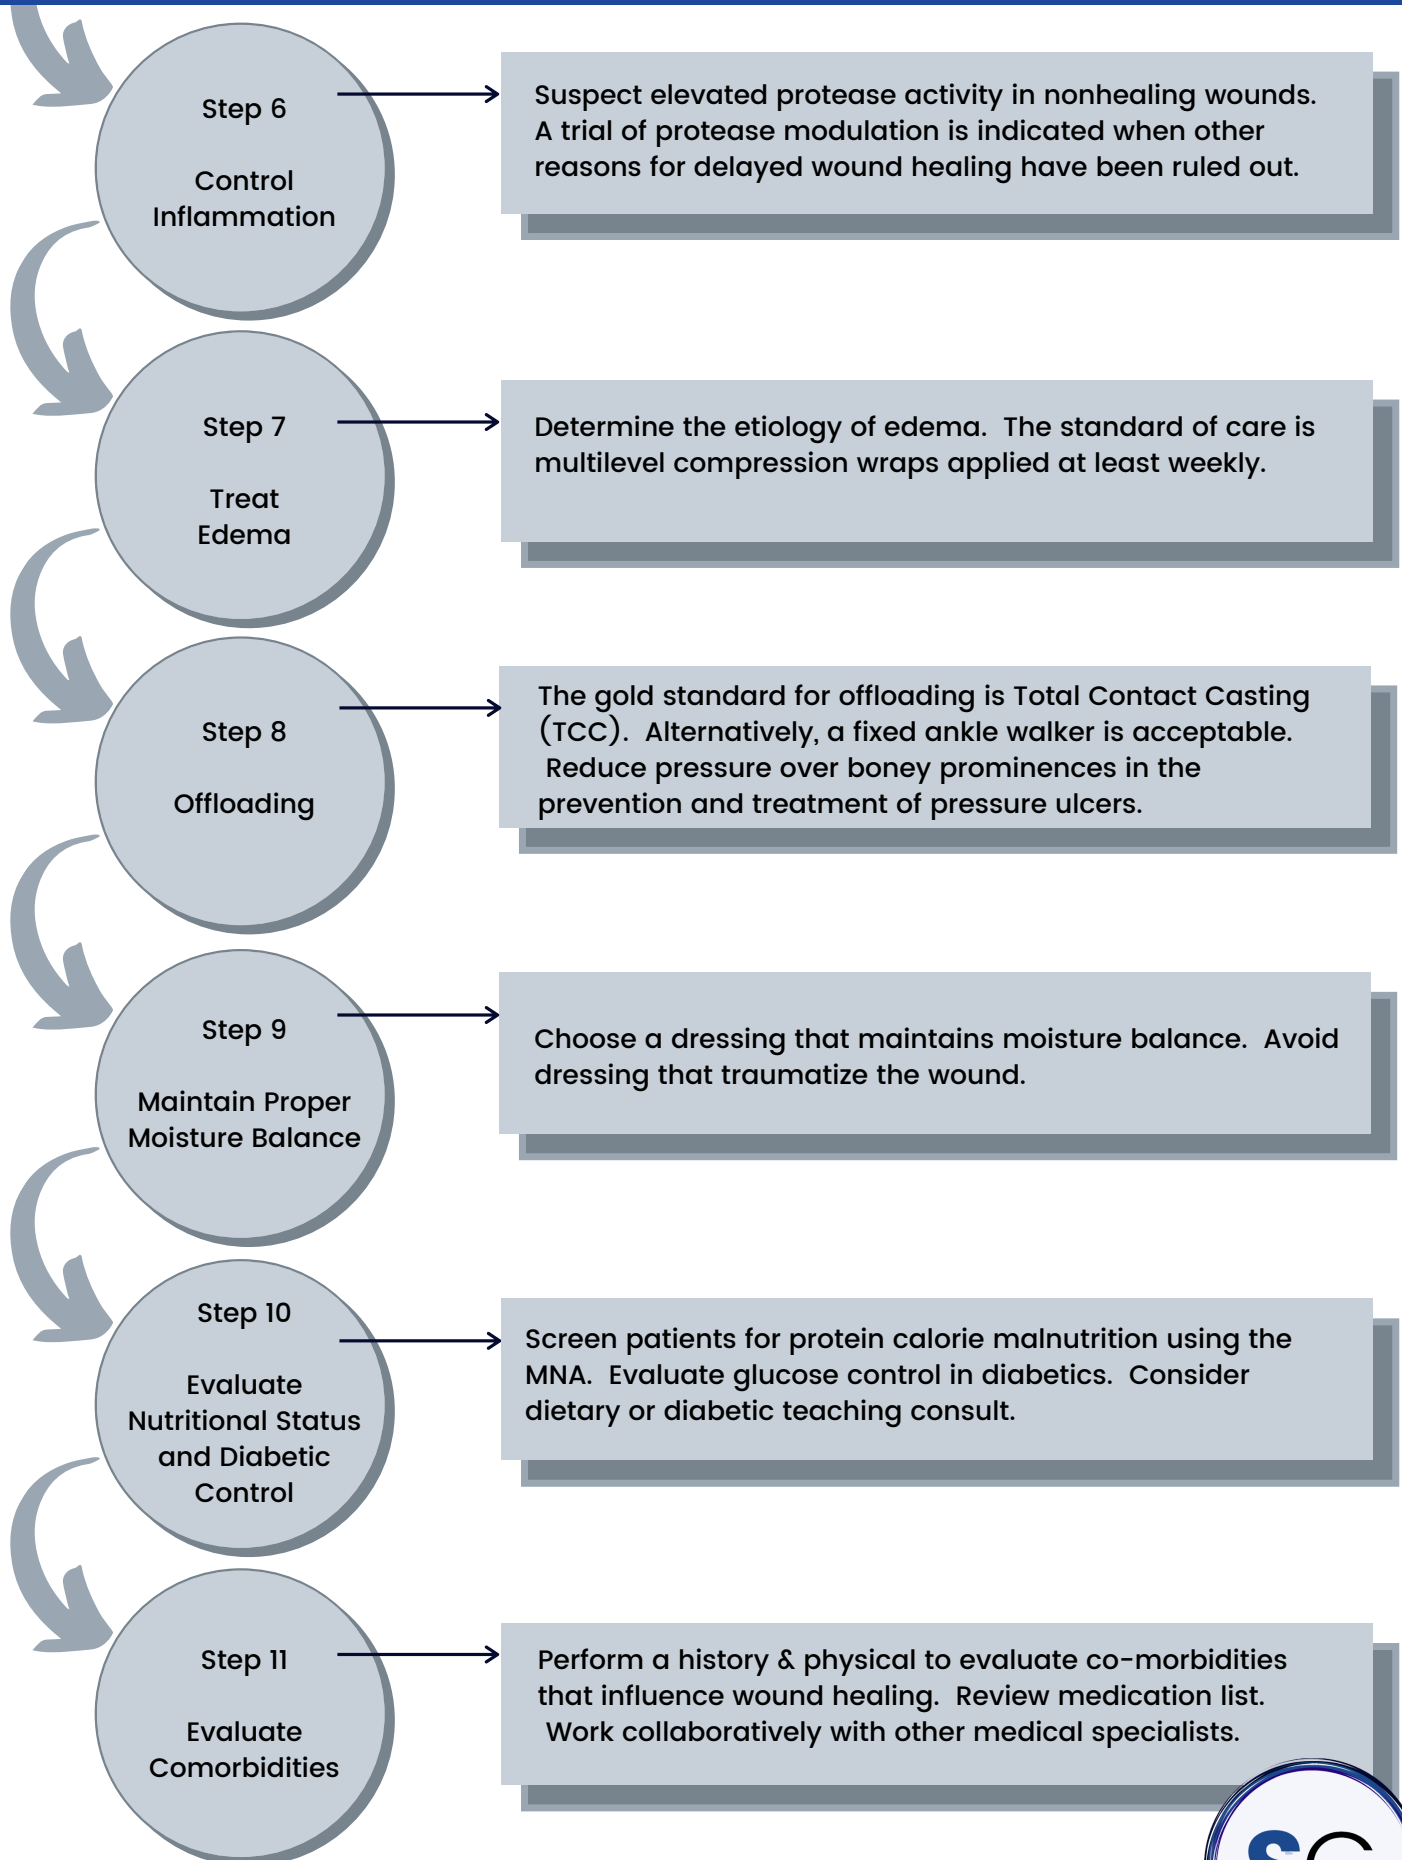 Step 6
Control
Inflammation
Suspect elevated protease activity in nonhealing wounds.
A trial of protease modulation is indicated when other
reasons for delayed wound healing have been ruled out.
Step 7
Treat
Edema
Determine the etiology of edema.  The standard of care is
multilevel compression wraps applied at least weekly.
Step 8
Offloading
The gold standard for offloading is Total Contact Casting
(TCC).  Alternatively, a fixed ankle walker is acceptable.
Reduce pressure over boney prominences in the
prevention and treatment of pressure ulcers.
Step 9
Maintain Proper
Moisture Balance
Choose a dressing that maintains moisture balance.  Avoid
dressing that traumatize the wound.
Step 10
Evaluate
Nutritional Status
and Diabetic
Control
Screen patients for protein calorie malnutrition using the
MNA.  Evaluate glucose control in diabetics.  Consider
dietary or diabetic teaching consult.
Step 11
Evaluate
Comorbidities
Perform a history & physical to evaluate co-morbidities
that influence wound healing.  Review medication list.
Work collaboratively with other medical specialists.